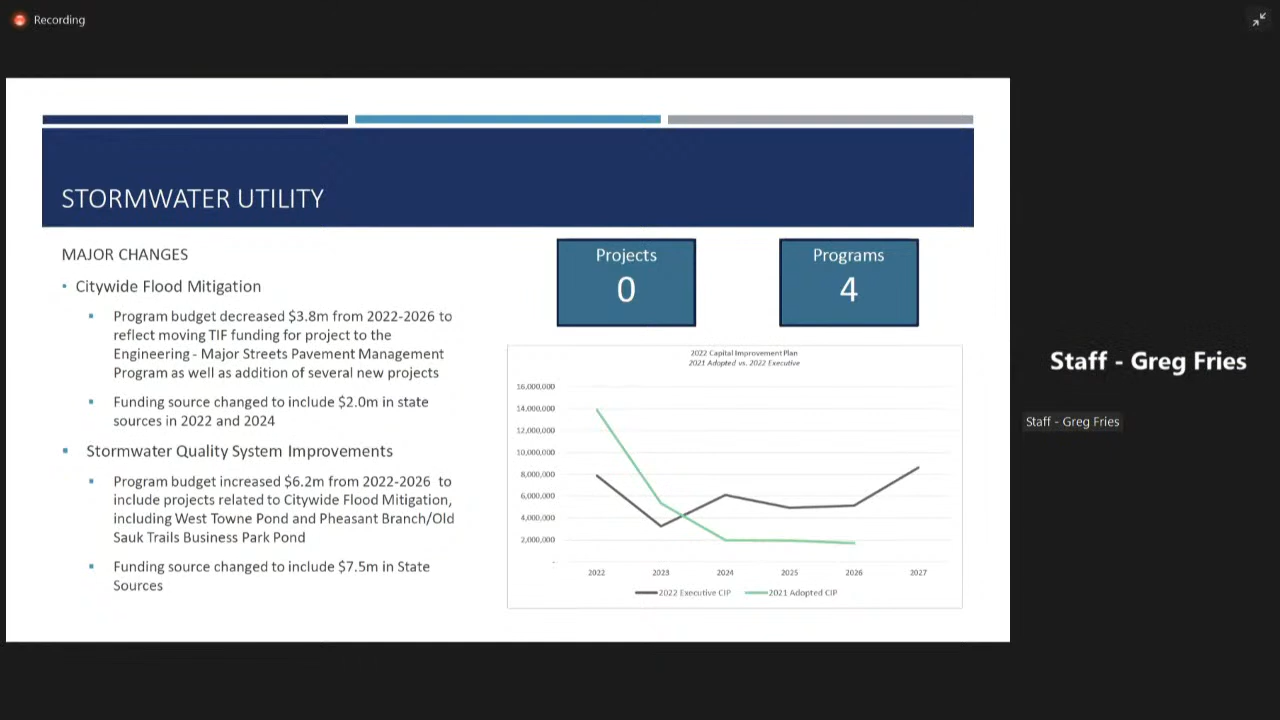 Recording
STORMWATER UTILITY
MAJOR CHANGES
• Citywide Flood Mitigation
▪ Program budget decreased $3.8m from 2022-2026 to
reflect moving TIF funding for project to the
Engineering - Major Streets Pavement Management
Program as well as addition of several new projects
▪ Funding source changed to include $2.0m in state
sources in 2022 and 2024
▪ Stormwater Quality System Improvements
▪ Program budget increased $6.2m from 2022-2026 to
include projects related to Citywide Flood Mitigation,
including West Towne Pond and Pheasant Branch/Old
Sauk Trails Business Park Pond
▪ Funding source changed to include $7.5m in State
Sources
Projects
0
Programs
4
2022 Capital Improvement Plan
2021 Adopted vs. 2022 Executive
16,000,000
14,000,000
12,000,000
10,000,000
8,000,000
6,000,000
4,000,000
2,000,000
-
2022 2023 2024 2025 2026 2027
2022 Executive CIP 2021 Adopted CIP
Staff - Greg Fries
Staff - Greg Fries